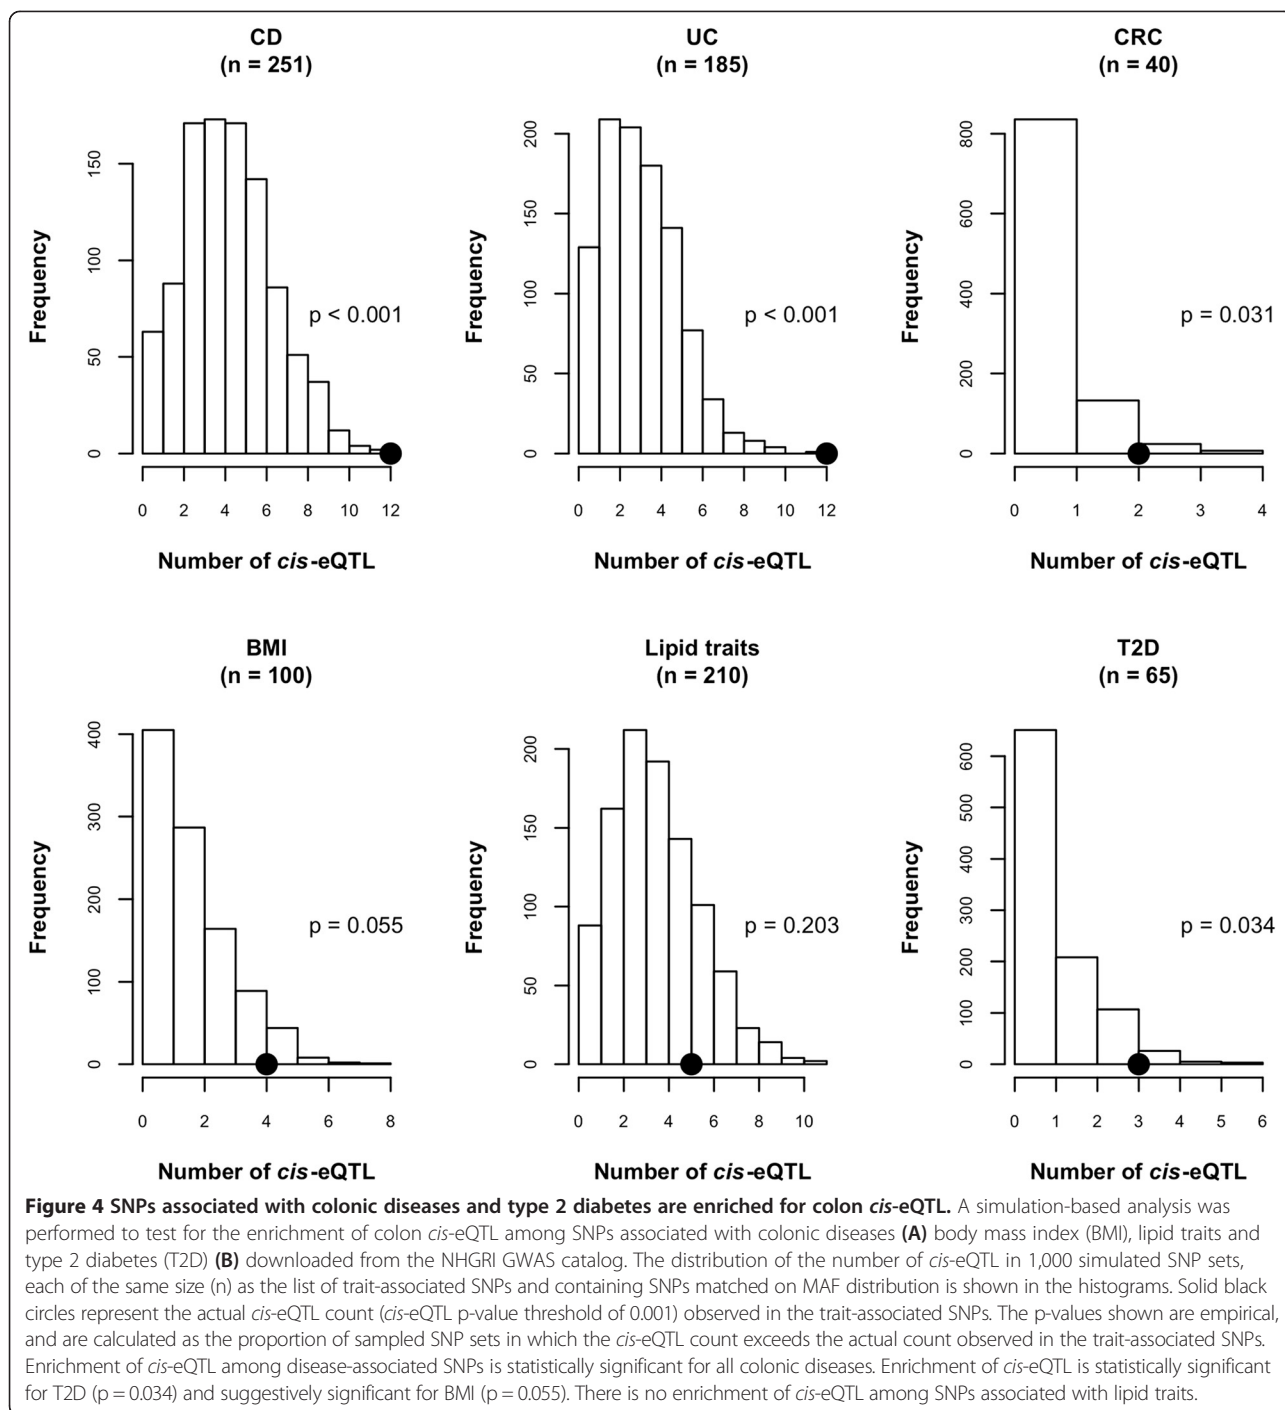 CD
(n = 251)
Frequency
0 50 100 150
p < 0.001
0 2 4 6 8 10 12
Number of cis-eQTL
UC
(n = 185)
Frequency
0 50 100 150 200
p < 0.001
0 2 4 6 8 10 12
Number of cis-eQTL
CRC
(n = 40)
Frequency
0 200 400 600 800
p = 0.031
0 1 2 3 4
Number of cis-eQTL
BMI
(n = 100)
Frequency
0 100 200 300 400
p = 0.055
0 2 4 6 8
Number of cis-eQTL
Lipid traits
(n = 210)
Frequency
0 50 100 150 200
p = 0.203
0 2 4 6 8 10
Number of cis-eQTL
T2D
(n = 65)
Frequency
0 100 200 300 400 500 600
p = 0.034
0 1 2 3 4 5 6
Number of cis-eQTL
Figure 4 SNPs associated with colonic diseases and type 2 diabetes are enriched for colon cis-eQTL. A simulation-based analysis was
performed to test for the enrichment of colon cis-eQTL among SNPs associated with colonic diseases (A) body mass index (BMI), lipid traits and
type 2 diabetes (T2D) (B) downloaded from the NHGRI GWAS catalog. The distribution of the number of cis-eQTL in 1,000 simulated SNP sets,
each of the same size (n) as the list of trait-associated SNPs and containing SNPs matched on MAF distribution is shown in the histograms. Solid black
circles represent the actual cis-eQTL count (cis-eQTL p-value threshold of 0.001) observed in the trait-associated SNPs. The p-values shown are empirical,
and are calculated as the proportion of sampled SNP sets in which the cis-eQTL count exceeds the actual count observed in the trait-associated SNPs.
Enrichment of cis-eQTL among disease-associated SNPs is statistically significant for all colonic diseases. Enrichment of cis-eQTL is statistically significant
for T2D (p = 0.034) and suggestively significant for BMI (p = 0.055). There is no enrichment of cis-eQTL among SNPs associated with lipid traits.